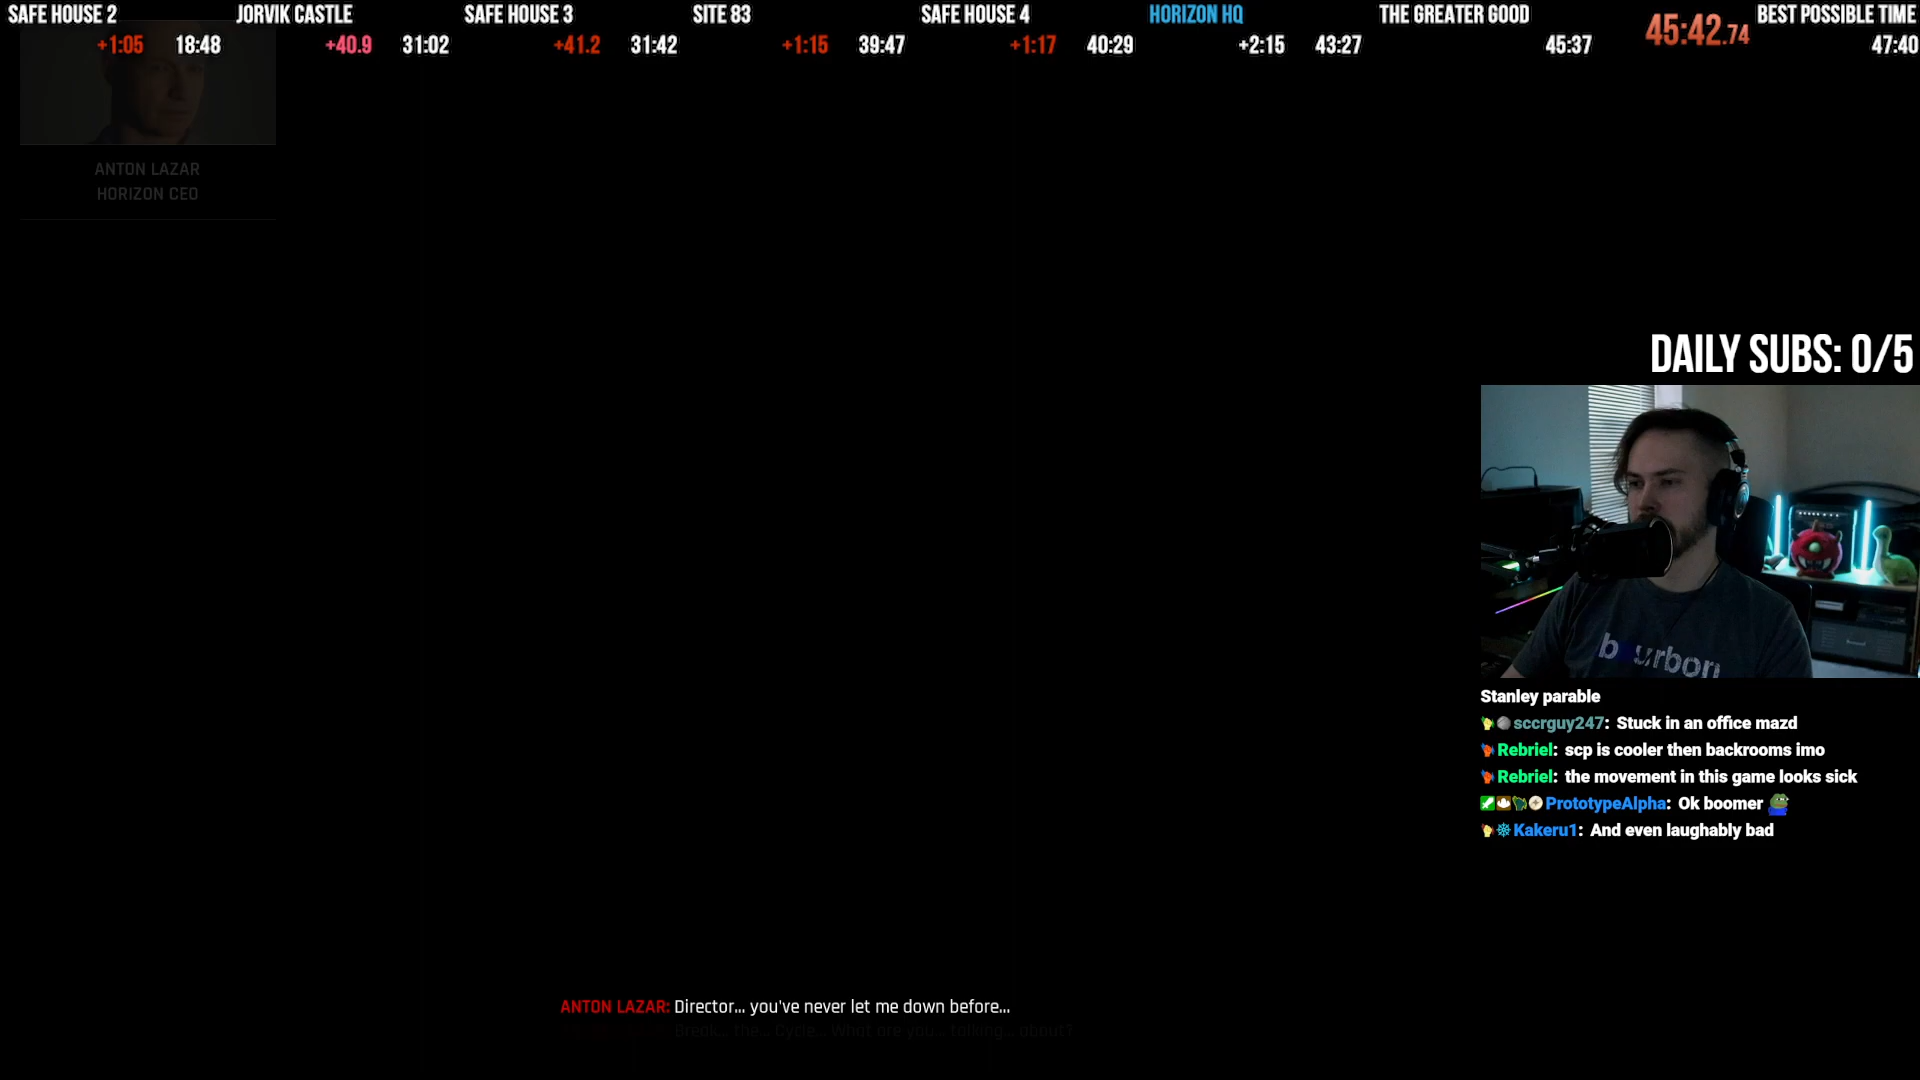 SAFE HOUSE 2 JORVIK CASTLE SAFE HOUSE 3 SITE 83 SAFE HOUSE 4 HORIZON HQ THE GREATER GOOD 45:42.74 BEST POSSIBLE TIME
+1:05 18:48 +40.9 31:02 +41.2 31:42 +1:15 39:47 +1:17 40:29 +2:15 43:27 45:37 47:40
ANTON LAZAR
HORIZON CEO
DAILY SUBS: 0/5
b urbon
Stanley parable
sccrguy247: Stuck in an office mazd
Rebriel: scp is cooler then backrooms imo
Rebriel: the movement in this game looks sick
PrototypeAlpha: Ok boomer
Kakeru1: And even laughably bad
ANTON LAZAR: Director... you've never let me down before...
Break... the... Cycle... What are you... talking... about?